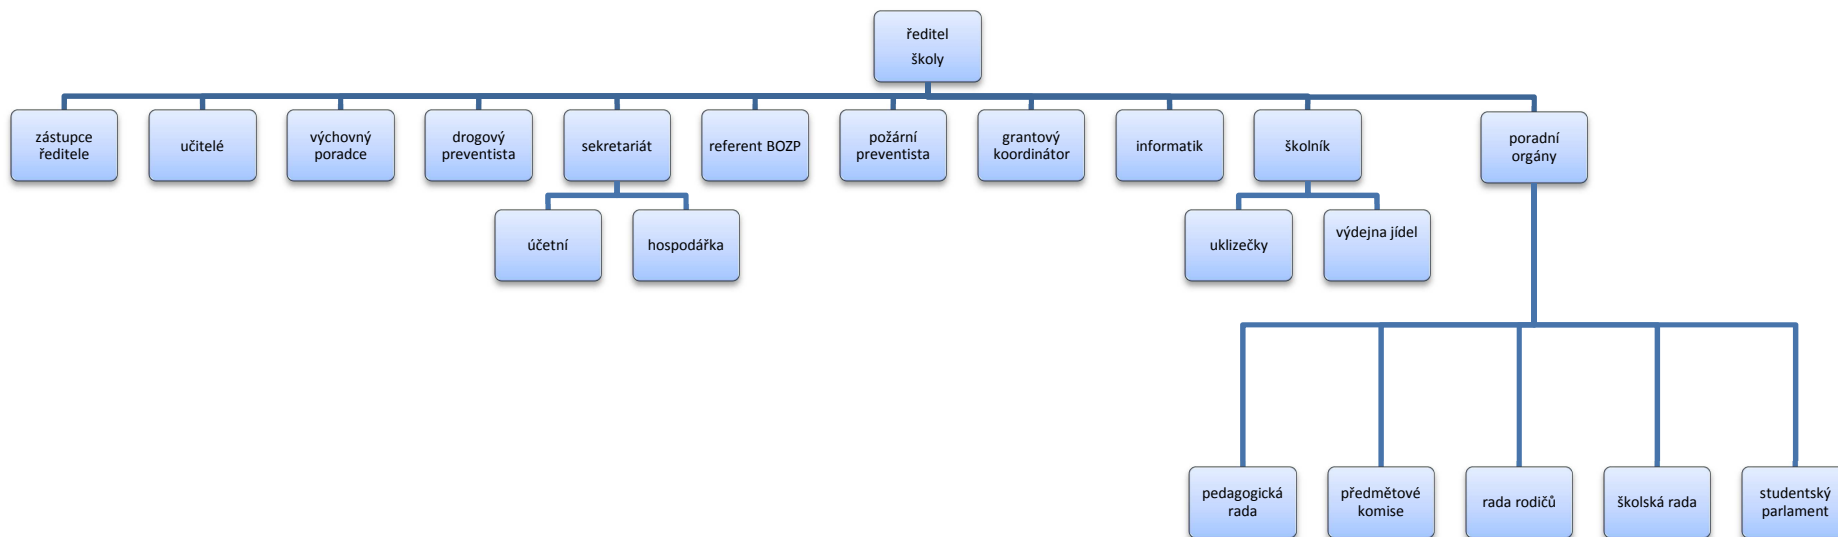 ředitel
školy
zástupce
ředitele
učitelé
výchovný
poradce
drogový
preventista
sekretariát
referent BOZP
požární
preventista
grantový
koordinátor
informatik
školník
poradní
orgány
účetní
hospodářka
uklizečky
výdejna jídel
pedagogická
rada
předmětové
komise
rada rodičů
školská rada
studentský
parlament